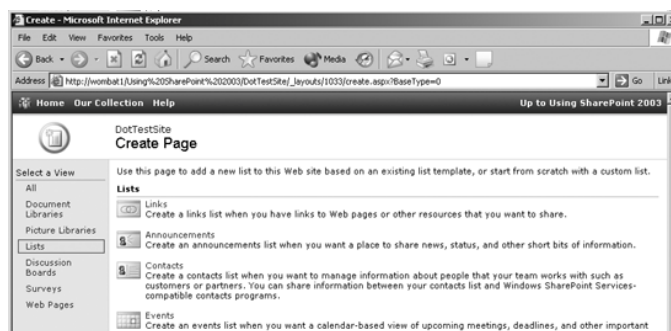 Create - Microsoft Internet Explorer
File Edit View Favorites Tools Help
Back Search Favorites Media
Address http://wombat1/Using%20SharePoint%202003/DotTestSite/_layouts/1033/create.aspx?BaseType=0 Go Link
Home Our Collection Help Up to Using SharePoint 2003
DotTestSite
Create Page
Select a View
All
Document
Libraries
Picture Libraries
Lists
Discussion
Boards
Surveys
Web Pages
Use this page to add a new list to this Web site based on an existing list template, or start from scratch with a custom list.
Lists
Links
Create a links list when you have links to Web pages or other resources that you want to share.
Announcements
Create an announcements list when you want a place to share news, status, and other short bits of information.
Contacts
Create a contacts list when you want to manage information about people that your team works with such as
customers or partners. You can share information between your contacts list and Windows SharePoint Services-
compatible contacts programs.
Events
Create an events list when you want a calendar-based view of upcoming meetings, deadlines, and other important